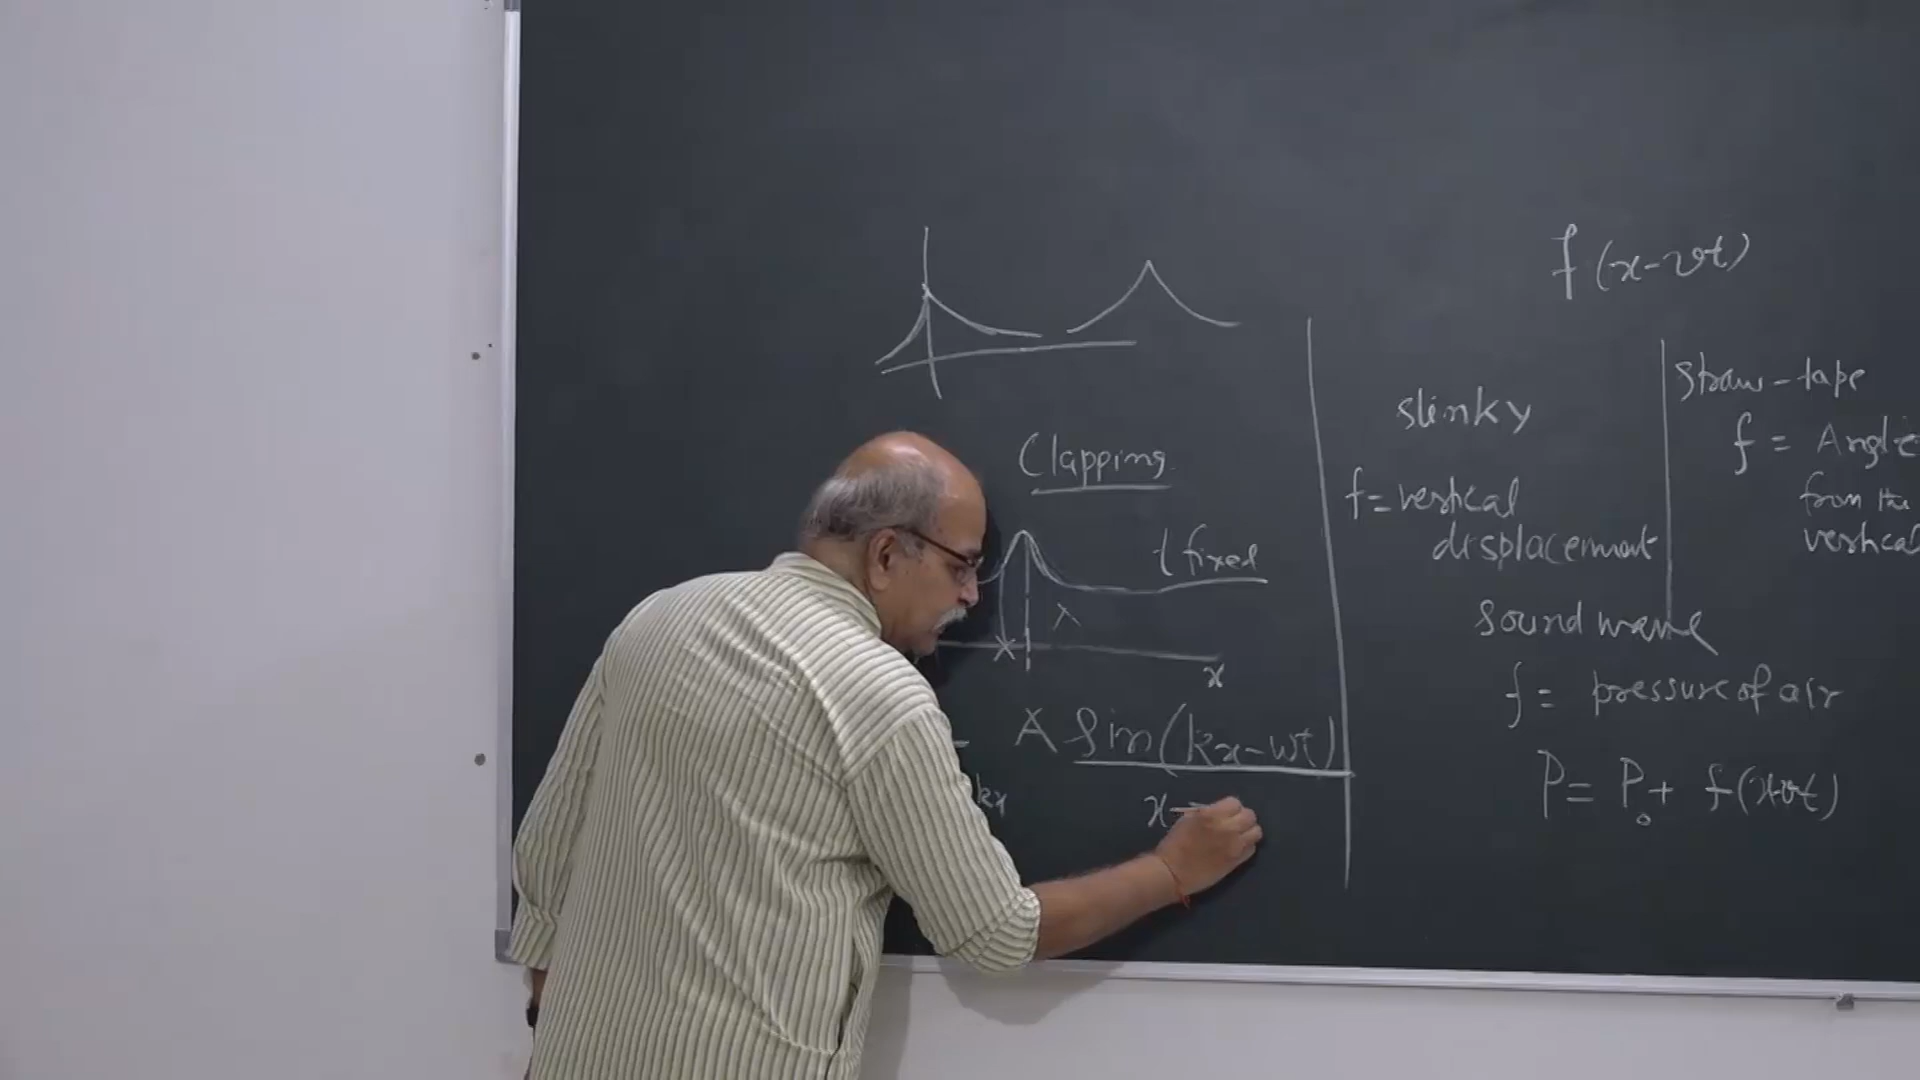 f(x-vt)
Clapping
t fixed
λ
x
A sin(kx-ωt)
kx
x-
slinky
f=vertical
displacement
straw-tape
f = Angle
from the
vertical
sound wave
f = pressure of air
P = P₀ + f(x-vt)